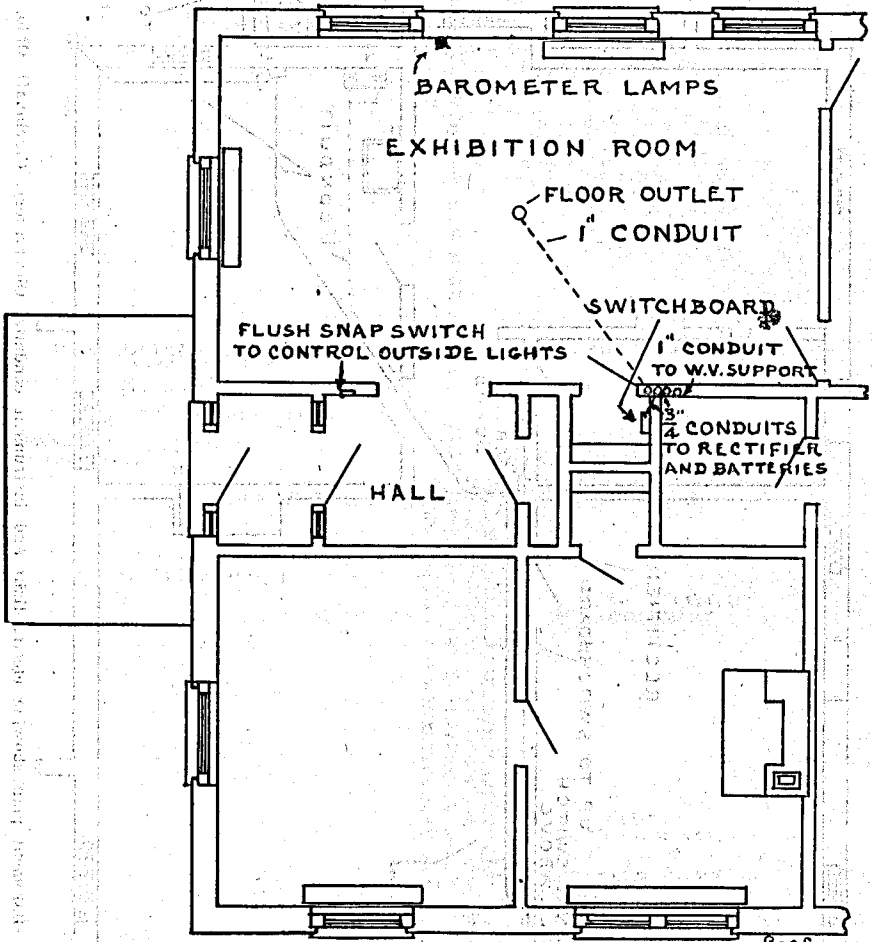 BAROMETER LAMPS
EXHIBITION ROOM
FLOOR OUTLET
1" CONDUIT
SWITCHBOARD
FLUSH SNAP SWITCH
TO CONTROL OUTSIDE LIGHTS
1" CONDUIT
TO W.V. SUPPORT
3/4" CONDUITS
TO RECTIFIER
AND BATTERIES
HALL